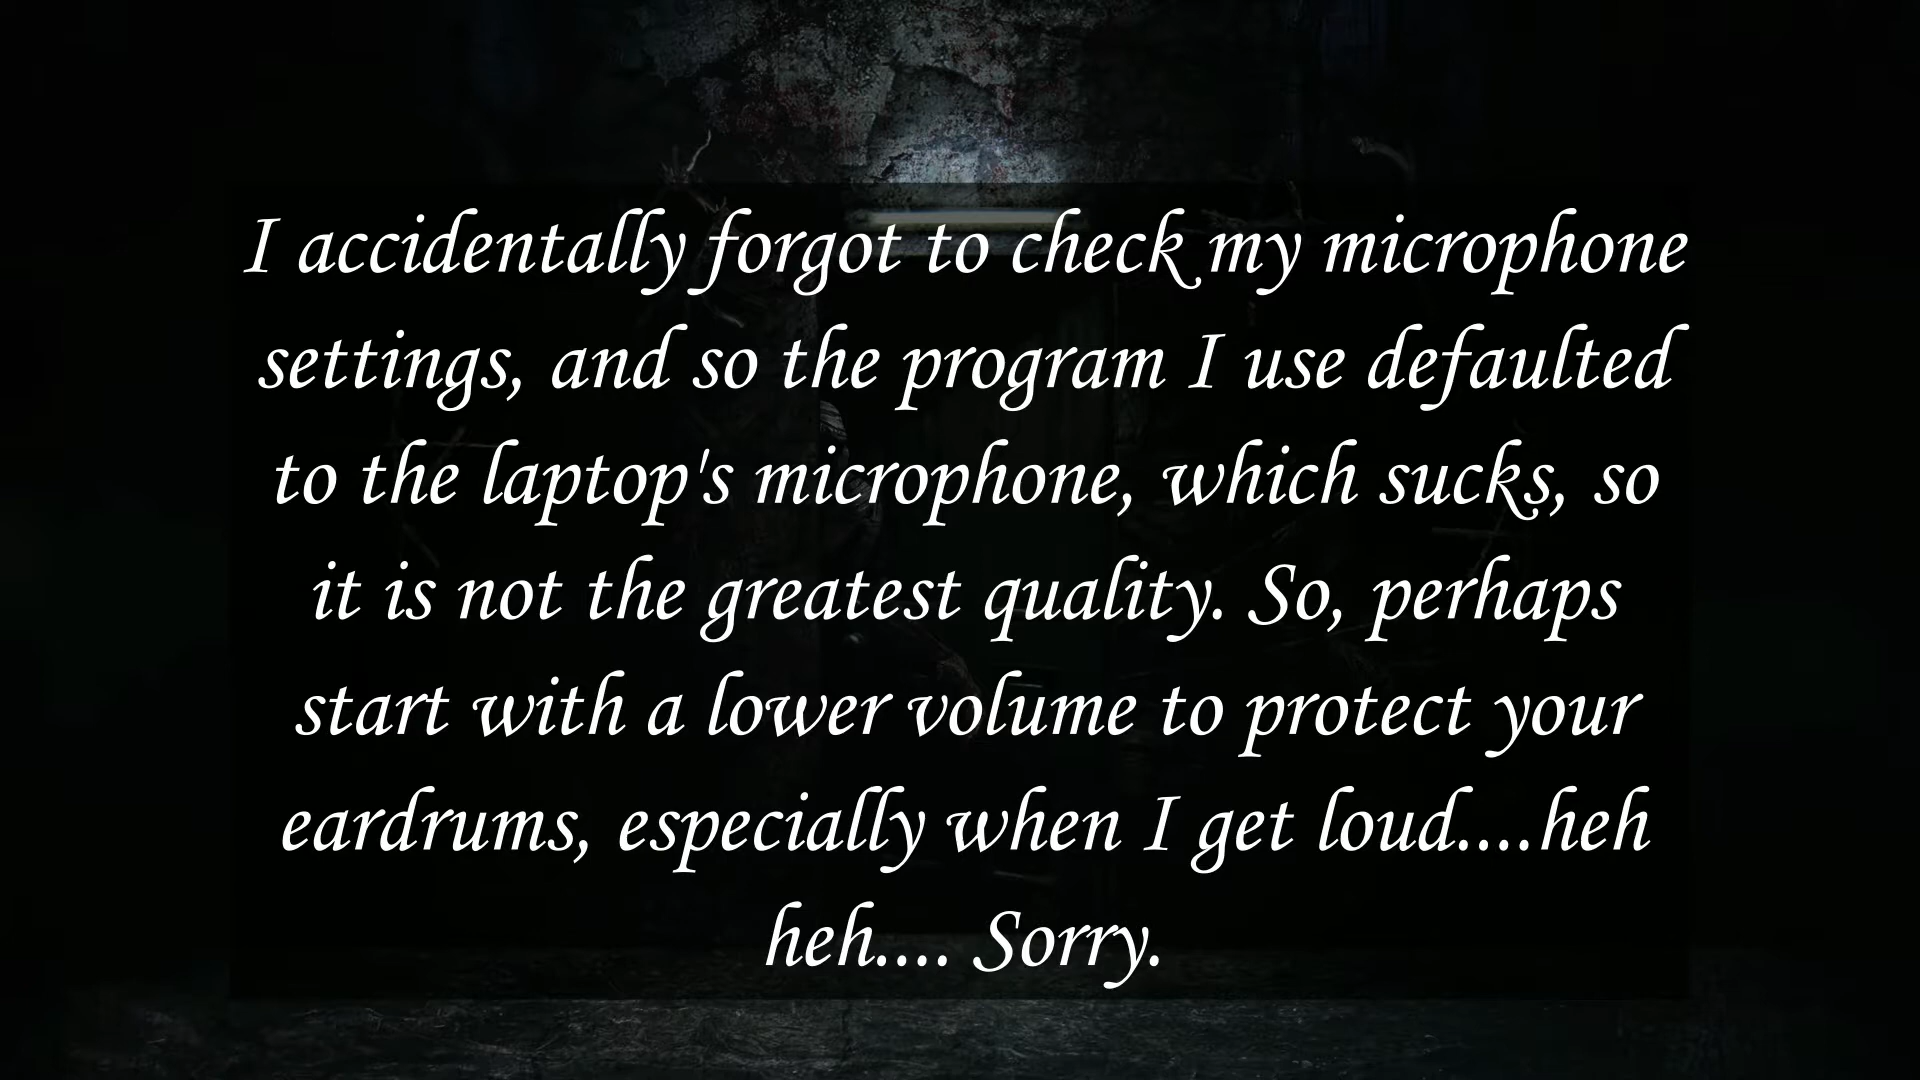 I accidentally forgot to check my microphone
settings, and so the program I use defaulted
to the laptop's microphone, which sucks, so
it is not the greatest quality. So, perhaps
start with a lower volume to protect your
eardrums, especially when I get loud....heh
heh.... Sorry.